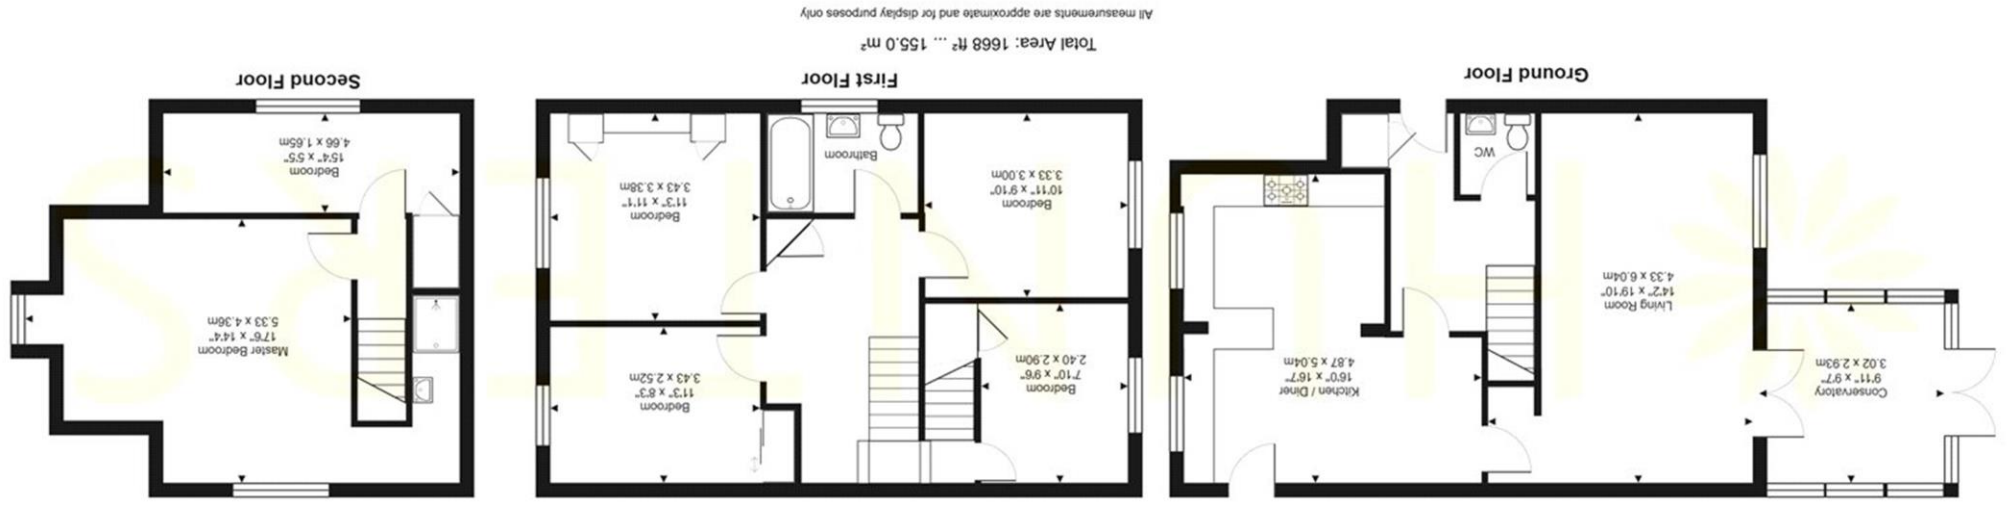 Ground Floor
Conservatory
9'11" x 9'7"
3.02 x 2.93m
Living Room
14'2" x 19'10"
4.33 x 6.04m
Kitchen / Diner
16'0" x 16'7"
4.87 x 5.04m
WC
First Floor
Bedroom
7'10" x 9'6"
2.40 x 2.90m
Bedroom
11'3" x 8'3"
3.43 x 2.52m
Bedroom
10'11" x 9'10"
3.33 x 3.00m
Bedroom
11'3" x 11'1"
3.43 x 3.38m
Bathroom
Second Floor
Master Bedroom
17'6" x 14'4"
5.33 x 4.36m
Bedroom
15'4" x 5'5"
4.66 x 1.65m
Total Area: 1668 ft² ... 155.0 m²
All measurements are approximate and for display purposes only
HUNTERS